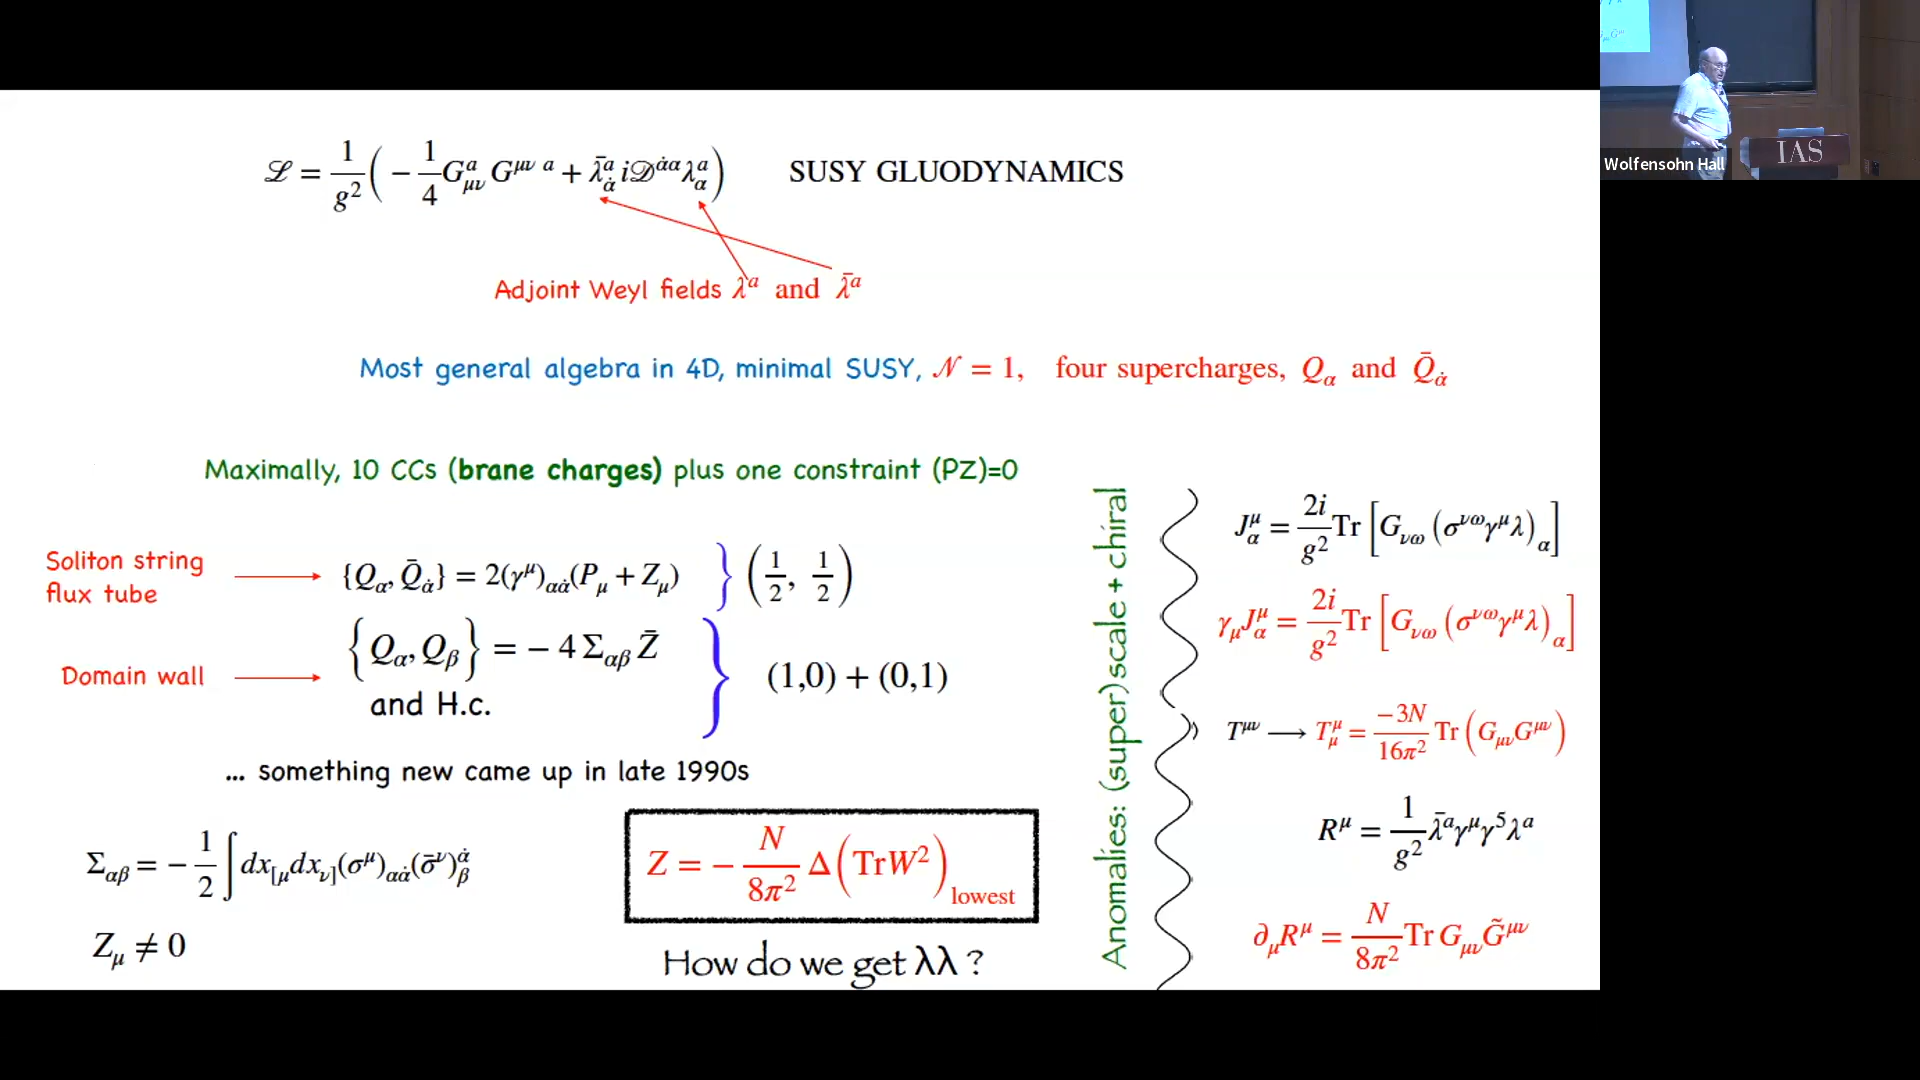 ℒ = 1/g² ( − 1/4 G^a_{μν} G^{μν a} + λ̄^a_{α̇} i𝒟^{α̇α} λ^a_α )   SUSY GLUODYNAMICS
Adjoint Weyl fields λ^a and λ̄^a
Most general algebra in 4D, minimal SUSY, 𝒩 = 1, four supercharges, Q_α and Q̄_α̇
Maximally, 10 CCs (brane charges) plus one constraint (PZ)=0
Soliton string
flux tube
{Q_α, Q̄_α̇} = 2(γ^μ)_{αα̇}(P_μ + Z_μ) } (1/2, 1/2)
Domain wall
{Q_α, Q_β} = − 4 Σ_{αβ} Z̄
and H.c.
} (1,0) + (0,1)
... something new came up in late 1990s
Σ_{αβ} = − 1/2 ∫ dx_{[μ}dx_{ν]}(σ^μ)_{αα̇}(σ̄^ν)^{α̇}_β
Z_μ ≠ 0
Z = − N/8π² Δ(TrW²)_lowest
How do we get λλ ?
Anomalies: (super)scale + chiral
J^μ_α = 2i/g² Tr [G_{νω} (σ^{νω}γ^μλ)_α]
γ_μJ^μ_α = 2i/g² Tr [G_{νω} (σ^{νω}γ^μλ)_α]
T^{μν} ⟶ T^μ_μ = −3N/16π² Tr (G_{μν}G^{μν})
R^μ = 1/g² λ̄^aγ^μγ^5λ^a
∂_μR^μ = N/8π² Tr G_{μν}G̃^{μν}
IAS
Wolfensohn Hall